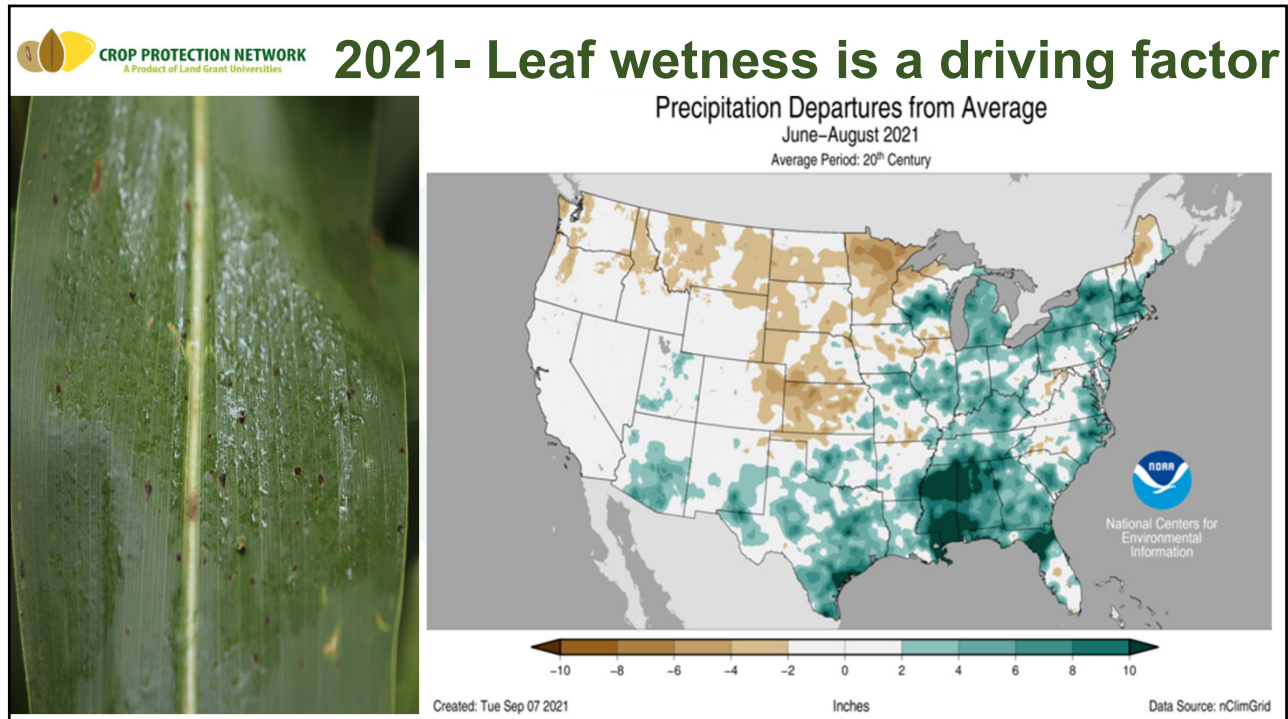 CROP PROTECTION NETWORK
A Product of Land Grant Universities
2021- Leaf wetness is a driving factor
Precipitation Departures from Average
June–August 2021
Average Period: 20th Century
NOAA
National Centers for
Environmental
Information
-10 -8 -6 -4 -2 0 2 4 6 8 10
Created: Tue Sep 07 2021 Inches Data Source: nClimGrid